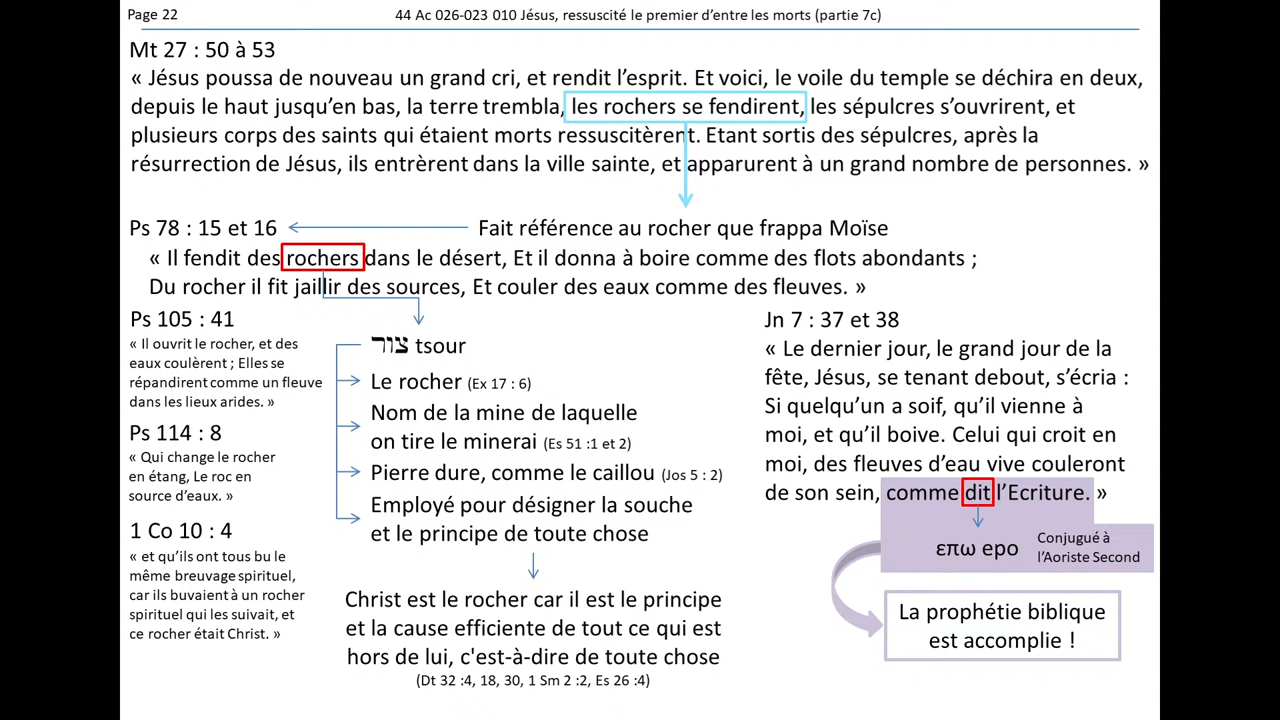 Page 22
44 Ac 026-023 010 Jésus, ressuscité le premier d’entre les morts (partie 7c)
Mt 27 : 50 à 53
« Jésus poussa de nouveau un grand cri, et rendit l’esprit. Et voici, le voile du temple se déchira en deux,
depuis le haut jusqu’en bas, la terre trembla, les rochers se fendirent, les sépulcres s’ouvrirent, et
plusieurs corps des saints qui étaient morts ressuscitèrent. Etant sortis des sépulcres, après la
résurrection de Jésus, ils entrèrent dans la ville sainte, et apparurent à un grand nombre de personnes. »
Ps 78 : 15 et 16
Fait référence au rocher que frappa Moïse
« Il fendit des rochers dans le désert, Et il donna à boire comme des flots abondants ;
Du rocher il fit jaillir des sources, Et couler des eaux comme des fleuves. »
Ps 105 : 41
« Il ouvrit le rocher, et des
eaux coulèrent ; Elles se
répandirent comme un fleuve
dans les lieux arides. »
Ps 114 : 8
« Qui change le rocher
en étang, Le roc en
source d’eaux. »
1 Co 10 : 4
« et qu’ils ont tous bu le
même breuvage spirituel,
car ils buvaient à un rocher
spirituel qui les suivait, et
ce rocher était Christ. »
צור tsour
Le rocher (Ex 17 : 6)
Nom de la mine de laquelle
on tire le minerai (Es 51 :1 et 2)
Pierre dure, comme le caillou (Jos 5 : 2)
Employé pour désigner la souche
et le principe de toute chose
Christ est le rocher car il est le principe
et la cause efficiente de tout ce qui est
hors de lui, c'est-à-dire de toute chose
(Dt 32 :4, 18, 30, 1 Sm 2 :2, Es 26 :4)
Jn 7 : 37 et 38
« Le dernier jour, le grand jour de la
fête, Jésus, se tenant debout, s’écria :
Si quelqu’un a soif, qu’il vienne à
moi, et qu’il boive. Celui qui croit en
moi, des fleuves d’eau vive couleront
de son sein, comme dit l’Ecriture. »
επω epo
Conjugué à
l’Aoriste Second
La prophétie biblique
est accomplie !